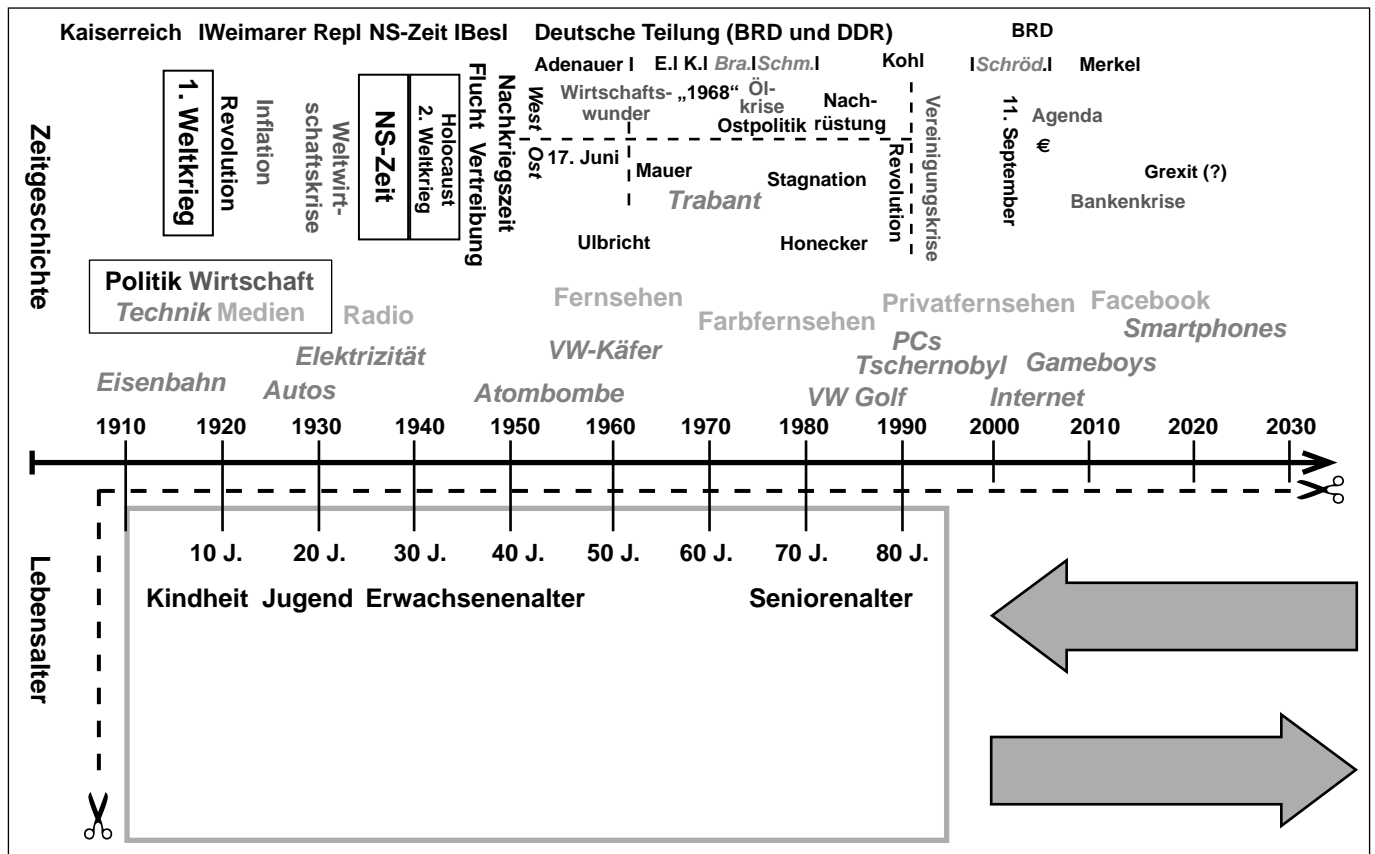 Kaiserreich IWeimarer RepI NS-Zeit IBesI Deutsche Teilung (BRD und DDR) BRD
Adenauer I E.I K.I Bra.I Schm.I Kohl ISchröd.I Merkel
Zeitgeschichte
1. Weltkrieg
Revolution
Inflation
Weltwirt-
schaftskrise
NS-Zeit
Holocaust
2. Weltkrieg
Flucht Vertreibung
Nachkriegszeit
West
Ost
Wirtschafts-
wunder
„1968“
Öl-
krise
Ostpolitik
Nach-
rüstung
17. Juni
Mauer
Trabant
Stagnation
Ulbricht
Honecker
Revolution
Vereinigungskrise
11. September
Agenda
€
Grexit (?)
Bankenkrise
Politik Wirtschaft
Technik Medien
Radio
Fernsehen
Farbfernsehen
Privatfernsehen
Facebook
Smartphones
Elektrizität
VW-Käfer
PCs
Tschernobyl
Gameboys
Eisenbahn
Autos
Atombombe
VW Golf
Internet
1910 1920 1930 1940 1950 1960 1970 1980 1990 2000 2010 2020 2030
Lebensalter
10 J. 20 J. 30 J. 40 J. 50 J. 60 J. 70 J. 80 J.
Kindheit Jugend Erwachsenenalter Seniorenalter